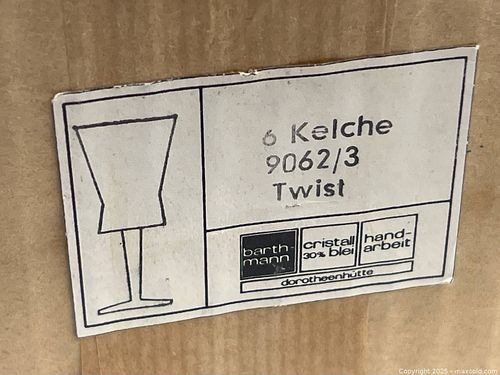 6 Kelche
9062/3
Twist
barth-
mann
cristall
30% blei
hand-
arbeit
dorotheenhütte
Copyright 2025 - maxsold.com